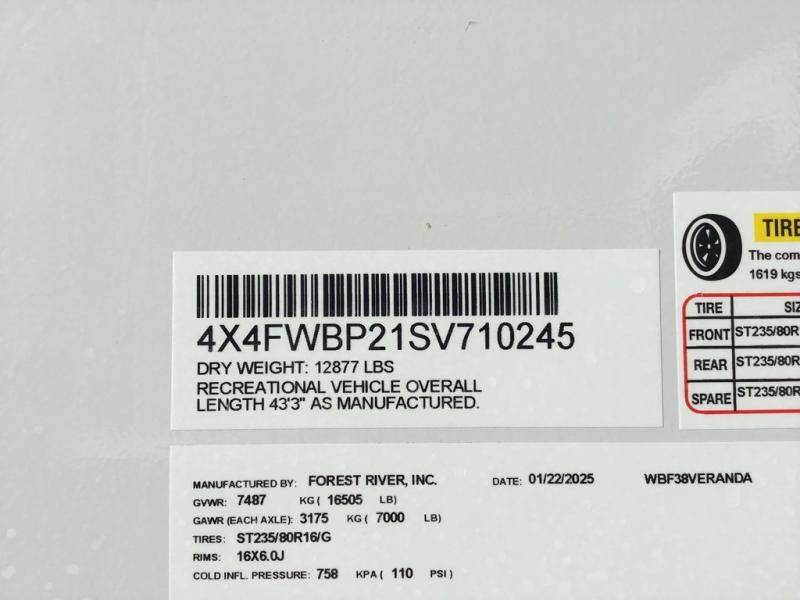 4X4FWBP21SV710245
DRY WEIGHT: 12877 LBS
RECREATIONAL VEHICLE OVERALL
LENGTH 43'3" AS MANUFACTURED.
TIRE
The com
1619 kgs
TIRE SIZ
FRONT ST235/80R
REAR ST235/80R
SPARE ST235/80R
MANUFACTURED BY: FOREST RIVER, INC. DATE: 01/22/2025 WBF38VERANDA
GVWR: 7487 KG ( 16505 LB)
GAWR (EACH AXLE): 3175 KG ( 7000 LB)
TIRES: ST235/80R16/G
RIMS: 16X6.0J
COLD INFL. PRESSURE: 758 KPA ( 110 PSI )